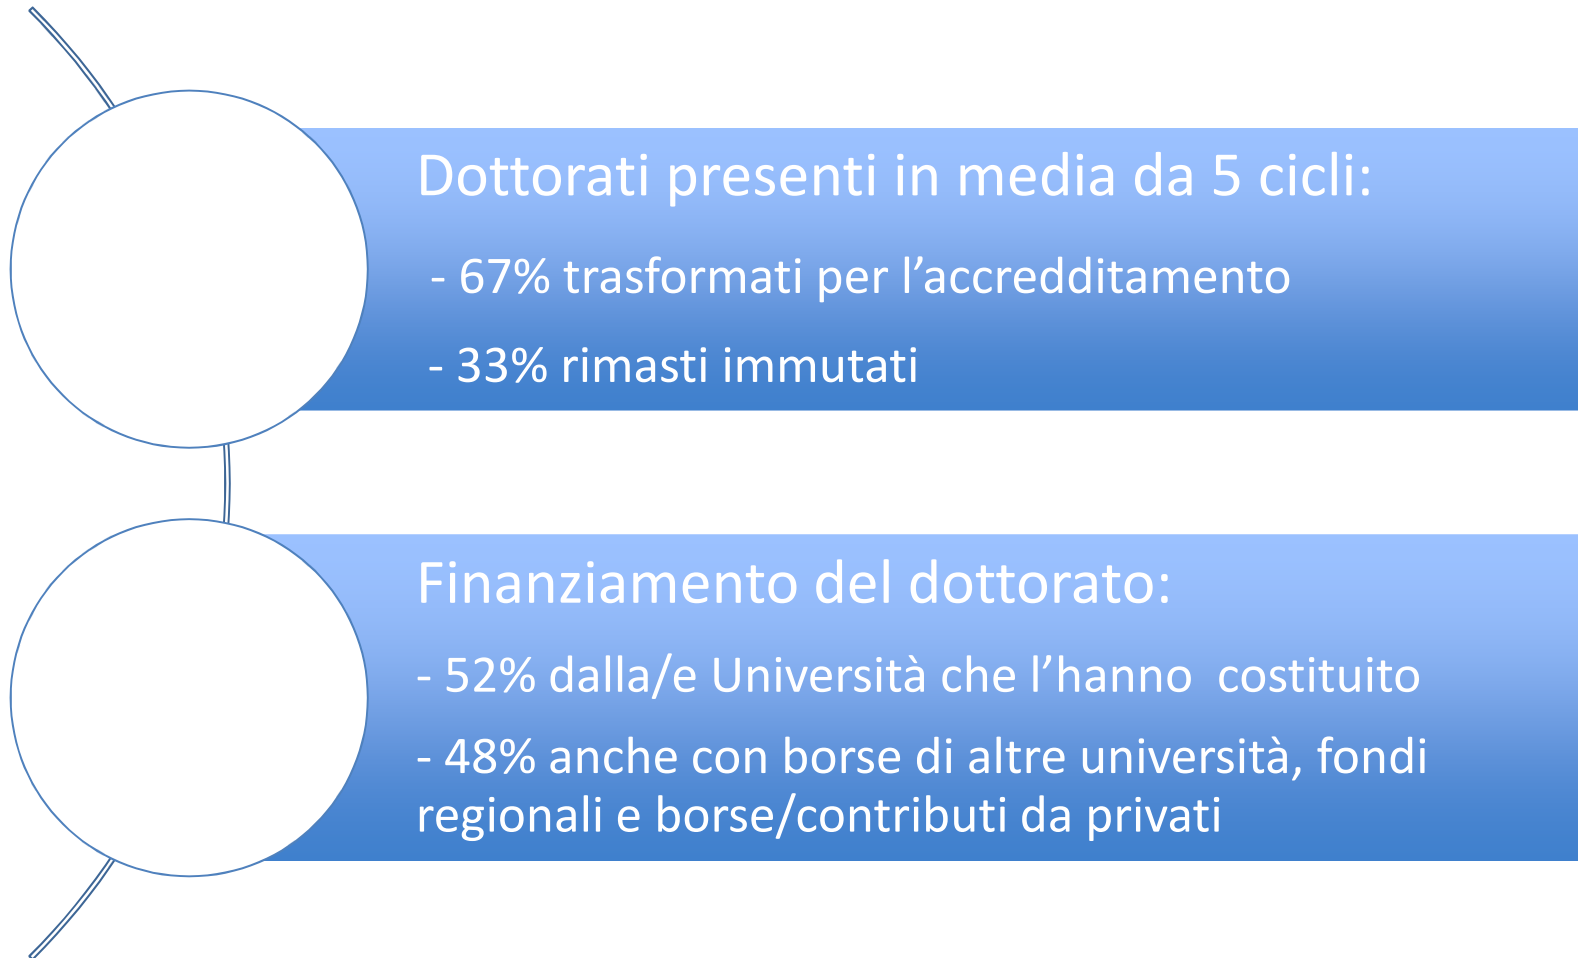 Dottorati presenti in media da 5 cicli:
- 67% trasformati per l’accredditamento
- 33% rimasti immutati
Finanziamento del dottorato:
- 52% dalla/e Università che l’hanno  costituito
- 48% anche con borse di altre università, fondi
regionali e borse/contributi da privati